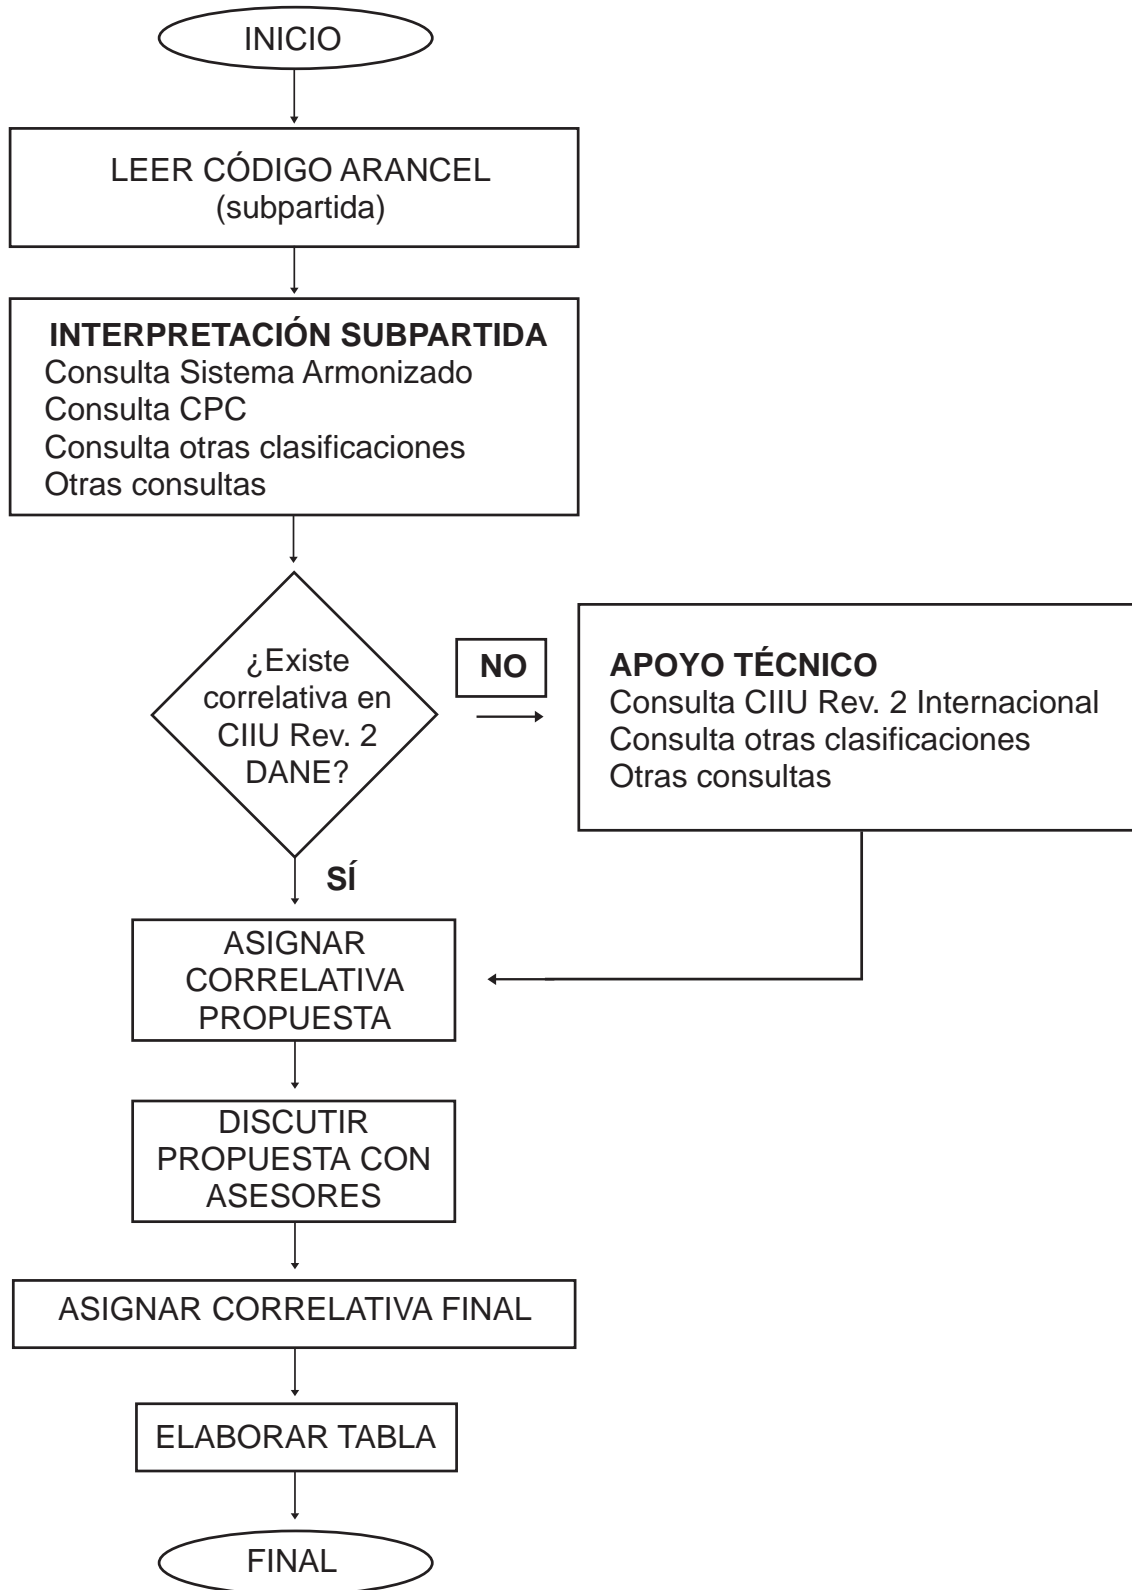 INICIO
LEER CÓDIGO ARANCEL
(subpartida)
INTERPRETACIÓN SUBPARTIDA
Consulta Sistema Armonizado
Consulta CPC
Consulta otras clasificaciones
Otras consultas
¿Existe
correlativa en
CIIU Rev. 2
DANE?
NO
APOYO TÉCNICO
Consulta CIIU Rev. 2 Internacional
Consulta otras clasificaciones
Otras consultas
SÍ
ASIGNAR
CORRELATIVA
PROPUESTA
DISCUTIR
PROPUESTA CON
ASESORES
ASIGNAR CORRELATIVA FINAL
ELABORAR TABLA
FINAL